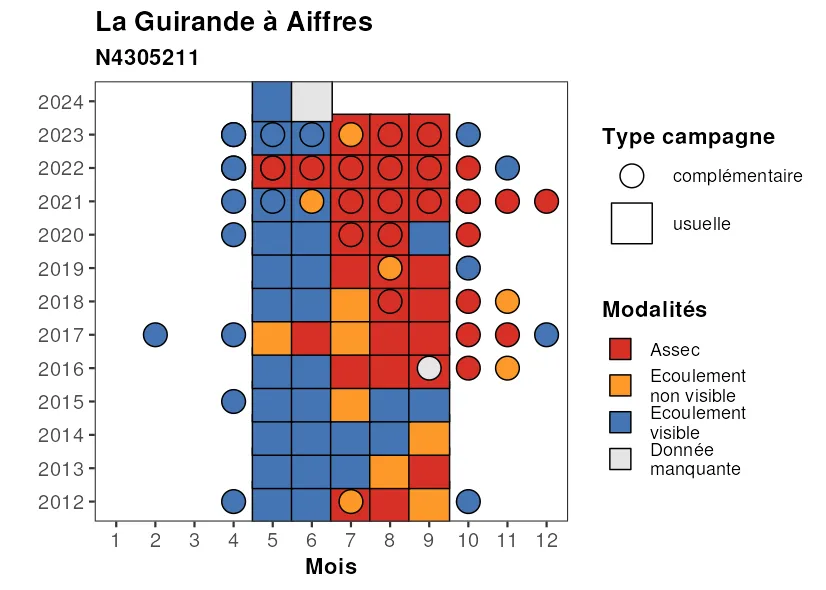 La Guirande à Aiffres
N4305211
2024
2023
2022
2021
2020
2019
2018
2017
2016
2015
2014
2013
2012
1 2 3 4 5 6 7 8 9 10 11 12
Mois
Type campagne
complémentaire
usuelle
Modalités
Assec
Ecoulement
non visible
Ecoulement
visible
Donnée
manquante